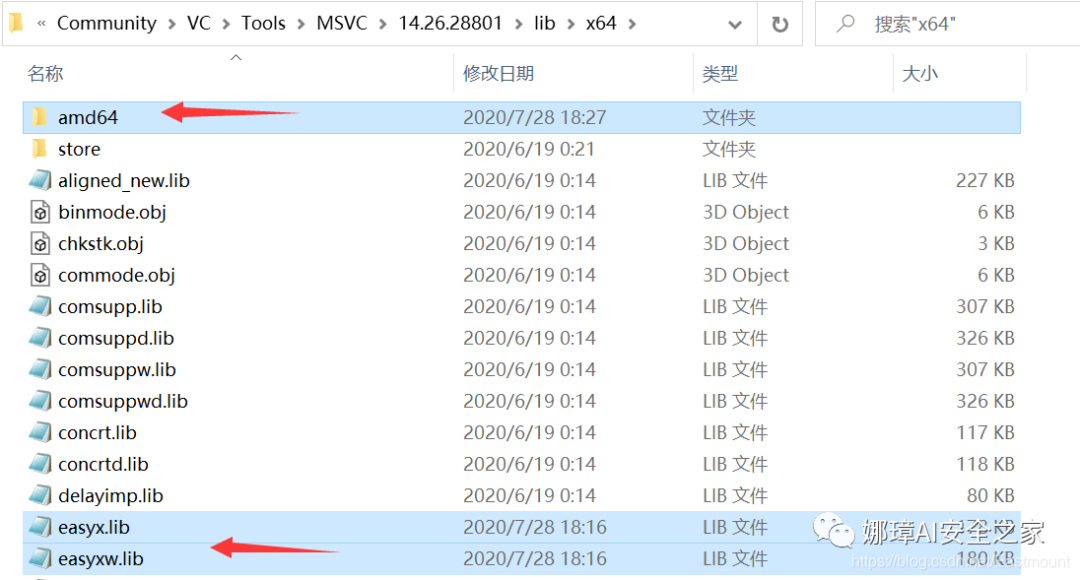 « Community > VC > Tools > MSVC > 14.26.28801 > lib > x64 > 搜索"x64"
名称 修改日期 类型 大小
amd64 2020/7/28 18:27 文件夹
store 2020/6/19 0:21 文件夹
aligned_new.lib 2020/6/19 0:14 LIB 文件 227 KB
binmode.obj 2020/6/19 0:14 3D Object 6 KB
chkstk.obj 2020/6/19 0:14 3D Object 3 KB
commode.obj 2020/6/19 0:14 3D Object 6 KB
comsupp.lib 2020/6/19 0:14 LIB 文件 307 KB
comsuppd.lib 2020/6/19 0:14 LIB 文件 326 KB
comsuppw.lib 2020/6/19 0:14 LIB 文件 307 KB
comsuppwd.lib 2020/6/19 0:14 LIB 文件 326 KB
concrt.lib 2020/6/19 0:14 LIB 文件 117 KB
concrtd.lib 2020/6/19 0:14 LIB 文件 118 KB
delayimp.lib 2020/6/19 0:14 LIB 文件 80 KB
easyx.lib 2020/7/28 18:16 LIB 文件 KB
娜璋AI安全之家
easyxw.lib 2020/7/28 18:16 LIB 文件 180 KB